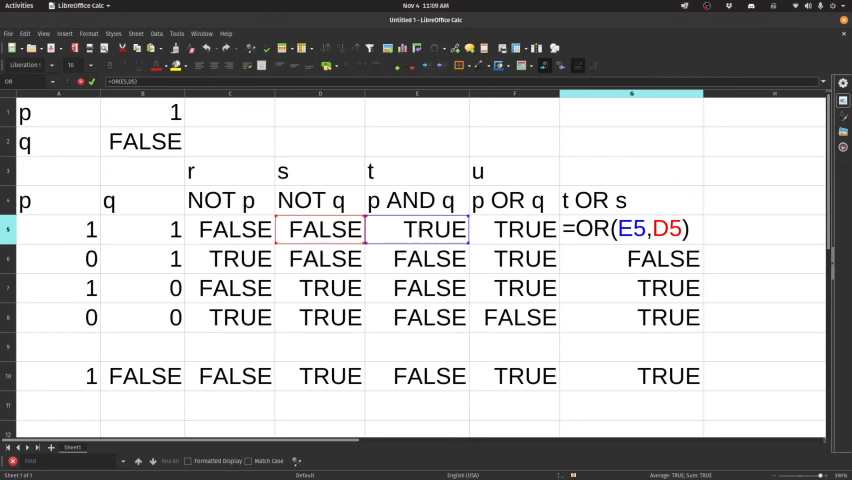 Activities LibreOffice Calc Nov 4 11:09 AM
Untitled 1 - LibreOffice Calc
File Edit View Insert Format Styles Sheet Data Tools Window Help
Liberation 10
OR =OR(E5,D5)
A B C D E F G H
1 p 1
2 q FALSE
3 r s t u
4 p q NOT p NOT q p AND q p OR q t OR s
5 1 1 FALSE FALSE TRUE TRUE =OR(E5,D5)
6 0 1 TRUE FALSE FALSE TRUE FALSE
7 1 0 FALSE TRUE FALSE TRUE TRUE
8 0 0 TRUE TRUE FALSE FALSE TRUE
9
10 1 FALSE FALSE TRUE FALSE TRUE TRUE
11
12
Sheet1
Find Find All Formatted Display Match Case
Sheet 1 of 1 Default English (USA) Average: TRUE; Sum: TRUE